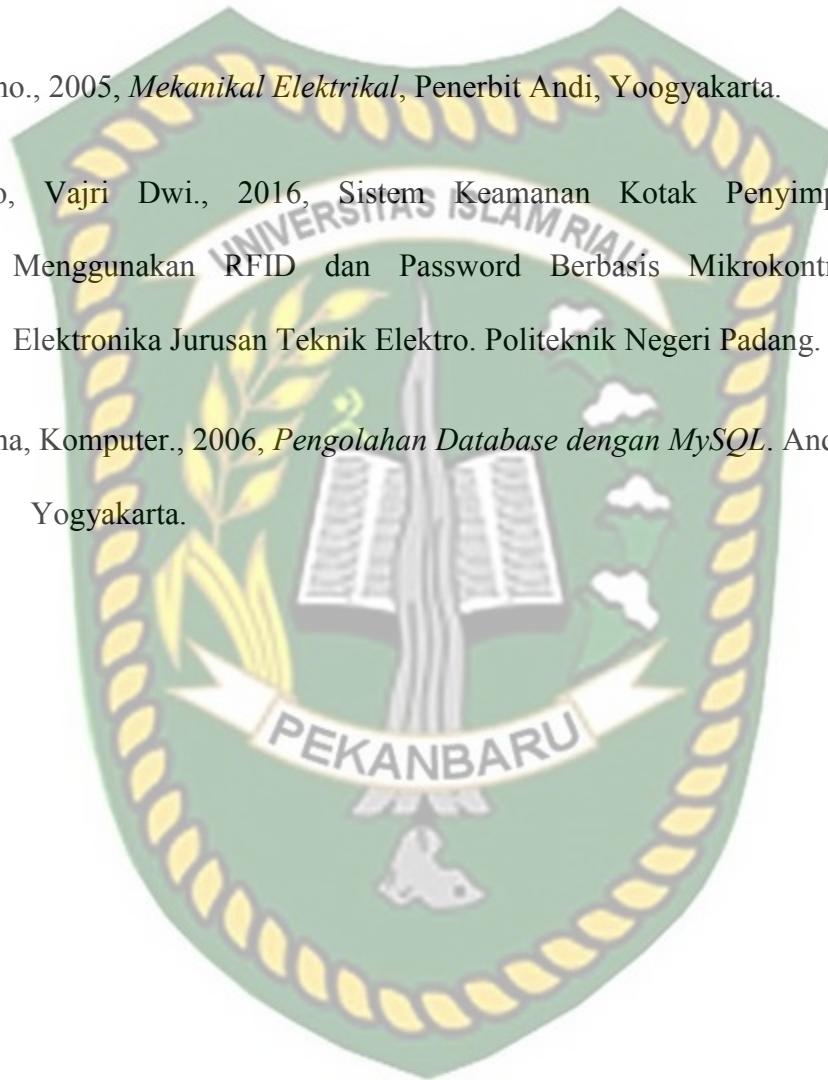 no., 2005, Mekanikal Elektrikal, Penerbit Andi, Yoogyakarta.
o, Vajri Dwi., 2016, Sistem Keamanan Kotak Penyimp
UNIVERSITAS ISLAM RIAU
Menggunakan RFID dan Password Berbasis Mikrokontr
Elektronika Jurusan Teknik Elektro. Politeknik Negeri Padang.
na, Komputer., 2006, Pengolahan Database dengan MySQL. And
Yogyakarta.
PEKANBARU